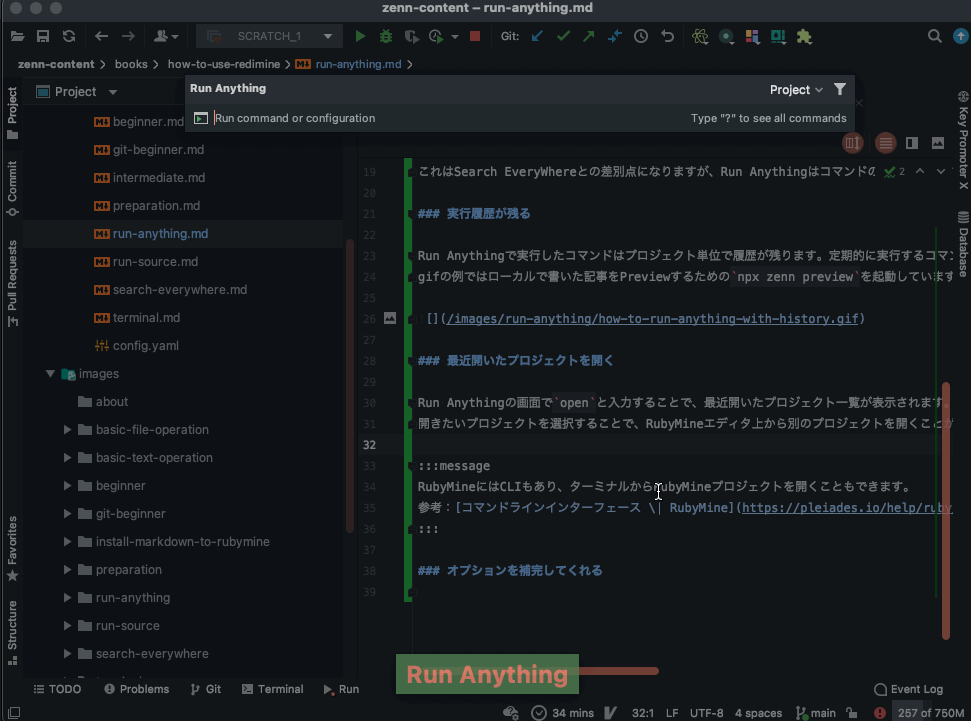 zenn-content – run-anything.md
SCRATCH_1
Git:
zenn-content
books
how-to-use-redimine
run-anything.md
Run Anything
Project
Run command or configuration
Type "?" to see all commands
Project
Project
Commit
Pull Requests
Favorites
Structure
beginner.md
git-beginner.md
intermediate.md
preparation.md
run-anything.md
run-source.md
search-everywhere.md
terminal.md
config.yaml
images
about
basic-file-operation
basic-text-operation
beginner
git-beginner
install-markdown-to-rubymine
preparation
run-anything
run-source
search-everywhere
2
19 これはSearch EveryWhereとの差別点になりますが、Run Anythingはコマンドの
20
21 ### 実行履歴が残る
22
23 Run Anythingで実行したコマンドはプロジェクト単位で履歴が残ります。定期的に実行するコマン
24 gifの例ではローカルで書いた記事をPreviewするための`npx zenn preview`を起動しています
25
26 [](/images/run-anything/how-to-run-anything-with-history.gif)
27
28 ### 最近開いたプロジェクトを開く
29
30 Run Anythingの画面で`open`と入力することで、最近開いたプロジェクト一覧が表示されます。
31 開きたいプロジェクトを選択することで、RubyMineエディタ上から別のプロジェクトを開くことが
32
33 :::message
34 RubyMineにはCLIもあり、ターミナルからRubyMineプロジェクトを開くこともできます。
35 参考：[コマンドラインインターフェース \| RubyMine](https://pleiades.io/help/ruby
36 :::
37
38 ### オプションを補完してくれる
39
Key Promoter X
Database
Run Anything
TODO
Problems
Git
Terminal
Run
Event Log
34 mins
32:1
LF
UTF-8
4 spaces
main
257 of 750M